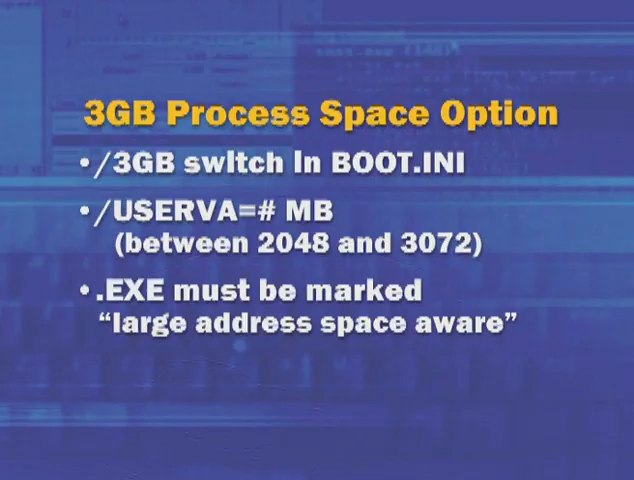 3GB Process Space Option
•/3GB switch in BOOT.INI
•/USERVA=# MB
(between 2048 and 3072)
•.EXE must be marked
“large address space aware”